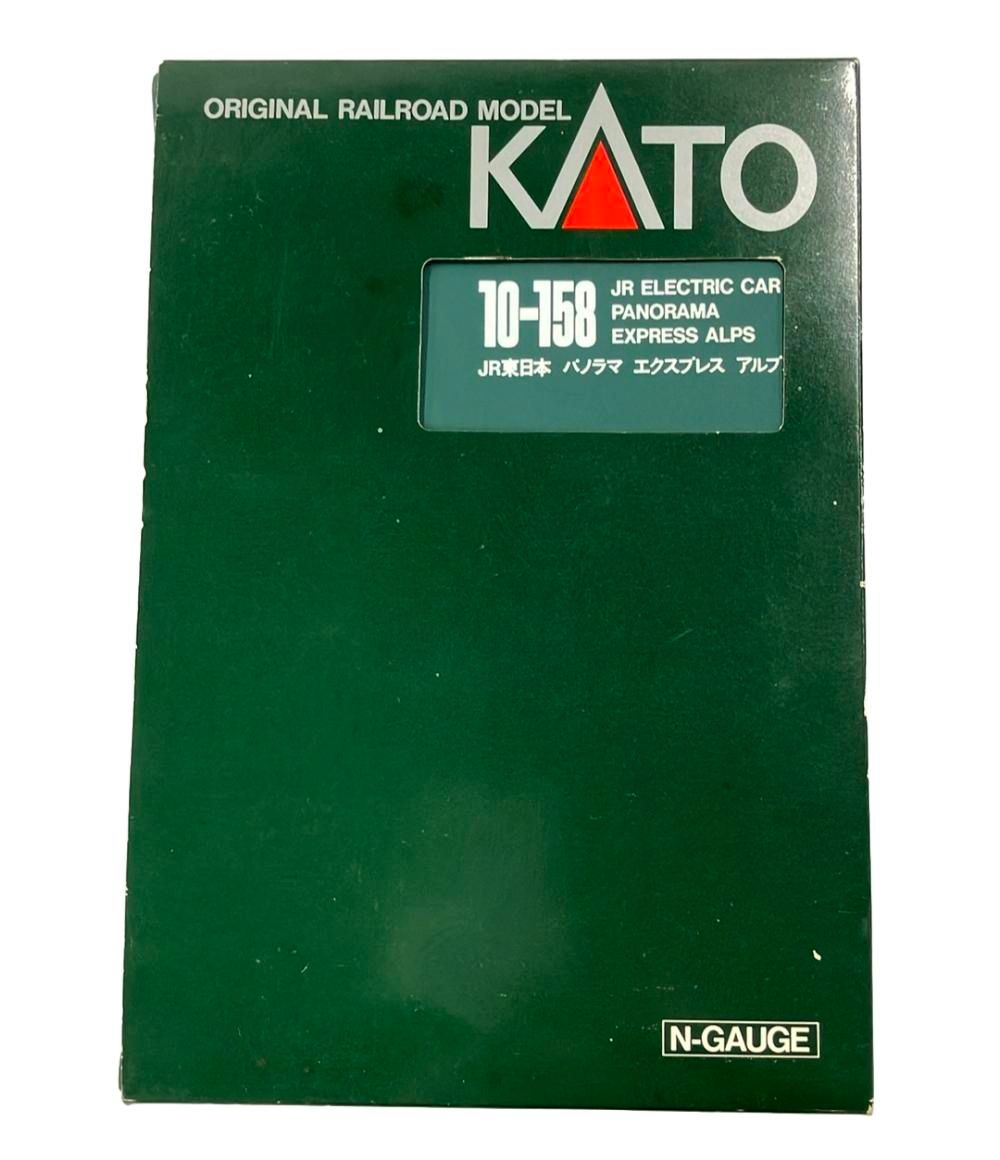 ORIGINAL RAILROAD MODEL
KATO
10-158
JR ELECTRIC CAR
PANORAMA
EXPRESS ALPS
JR東日本 パノラマ エクスプレス アルプ
N-GAUGE